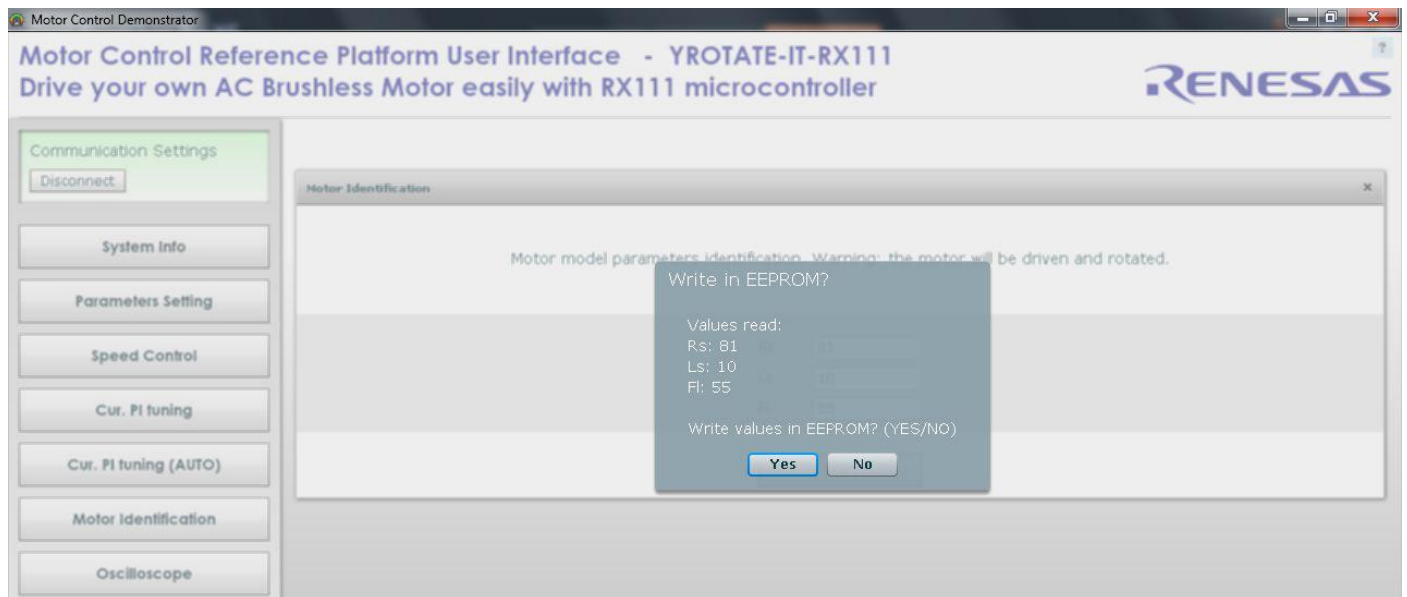 Motor Control Demonstrator
Motor Control Reference Platform User Interface - YROTATE-IT-RX111
Drive your own AC Brushless Motor easily with RX111 microcontroller
?
RENESAS
Communication Settings
Disconnect
System Info
Parameters Setting
Speed Control
Cur. PI tuning
Cur. PI tuning (AUTO)
Motor Identification
Oscilloscope
Motor Identification
Motor model parameters identification. Warning: the motor will be driven and rotated.
Write in EEPROM?
Values read:
Rs: 81
Ls: 10
Fl: 55
Write values in EEPROM? (YES/NO)
Yes No